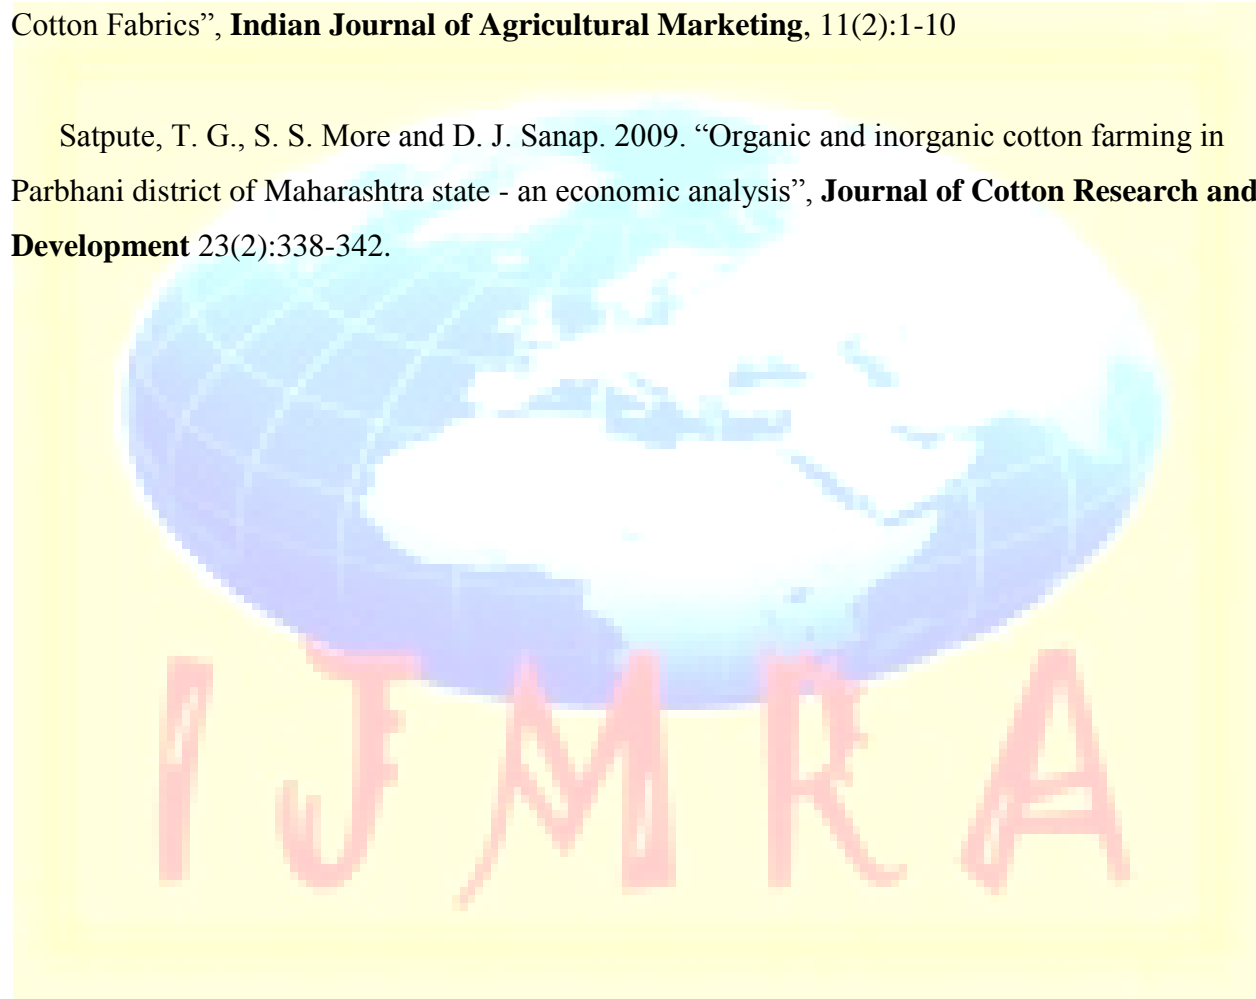 Cotton Fabrics”, Indian Journal of Agricultural Marketing, 11(2):1-10
Satpute, T. G., S. S. More and D. J. Sanap. 2009. “Organic and inorganic cotton farming in
Parbhani district of Maharashtra state - an economic analysis”, Journal of Cotton Research and
Development 23(2):338-342.
IJMRA